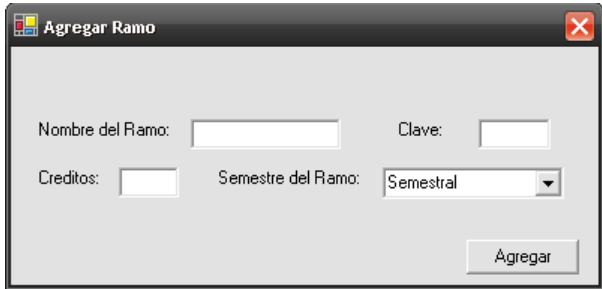 Agregar Ramo
Nombre del Ramo: Clave:
Creditos: Semestre del Ramo: Semestral
Agregar